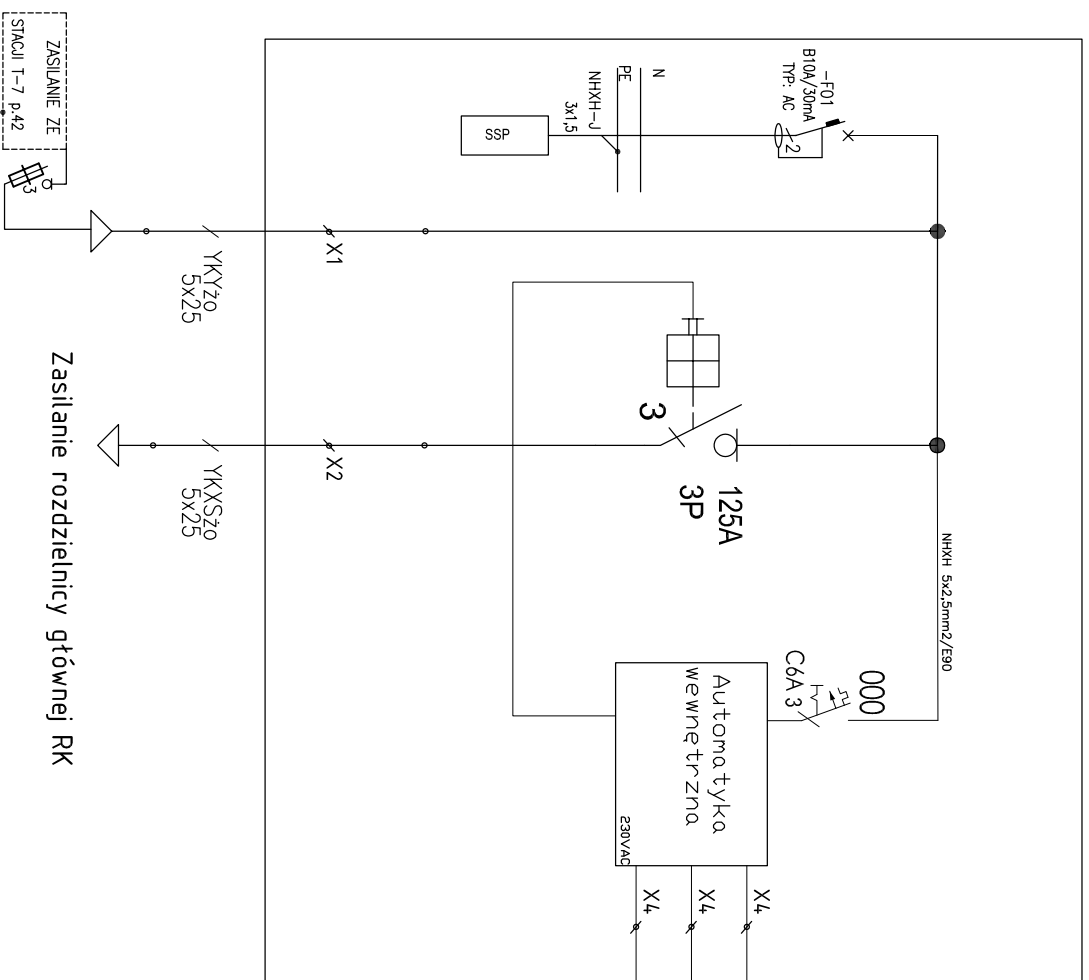 ZASILANIE ZE
STACJI T-7 p.42
3
YKYżo
5x25
X1
-F01
B10A/30mA
TYP: AC
2
N
PE
NHXH-J
3x1,5
SSP
3
125A
3P
X2
YKXSżo
5x25
NHXH 5x2,5mm2/E90
000
C6A 3
Automatyka
wewnętrzna
230VAC
X4
X4
X4
Zasilanie rozdzielnicy głównej RK